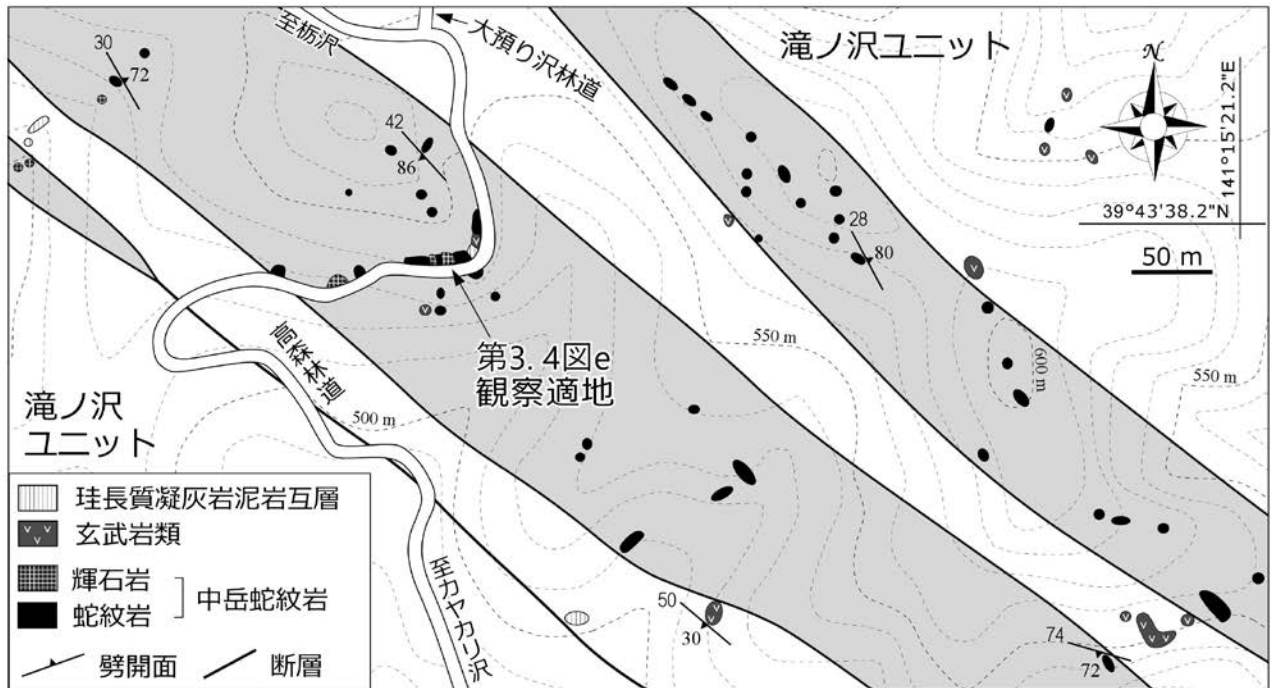 至栃沢
大預り沢林道
滝ノ沢ユニット
N
141°15'21.2"E
39°43'38.2"N
50 m
30
72
42
86
28
80
第3. 4図e
観察適地
550 m
600 m
550 m
高森林道
500 m
滝ノ沢
ユニット
至カヤカリ沢
50
30
74
72
珪長質凝灰岩泥岩互層
玄武岩類
輝石岩
蛇紋岩
中岳蛇紋岩
劈開面
断層